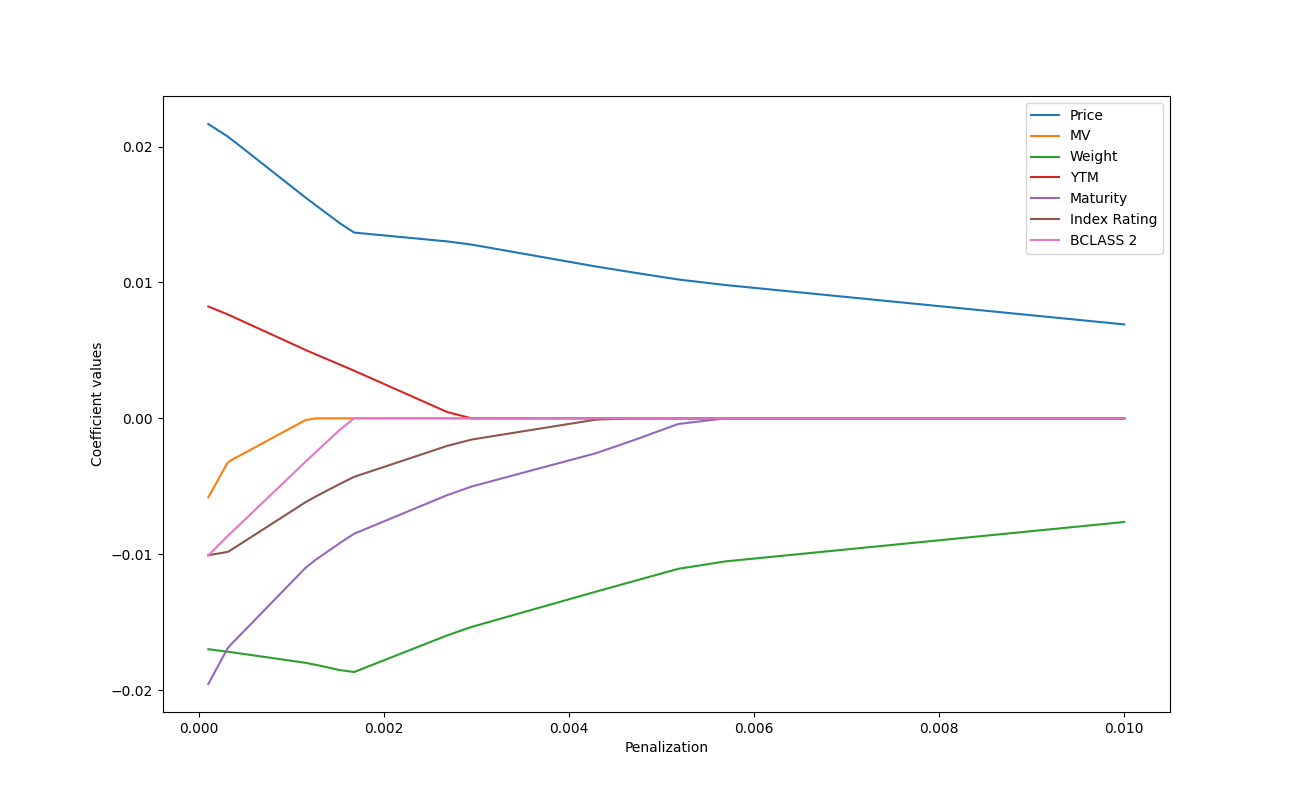 Price
MV
Weight
YTM
Maturity
Index Rating
BCLASS 2
0.02
0.01
0.00
−0.01
−0.02
Coefficient values
0.000 0.002 0.004 0.006 0.008 0.010
Penalization